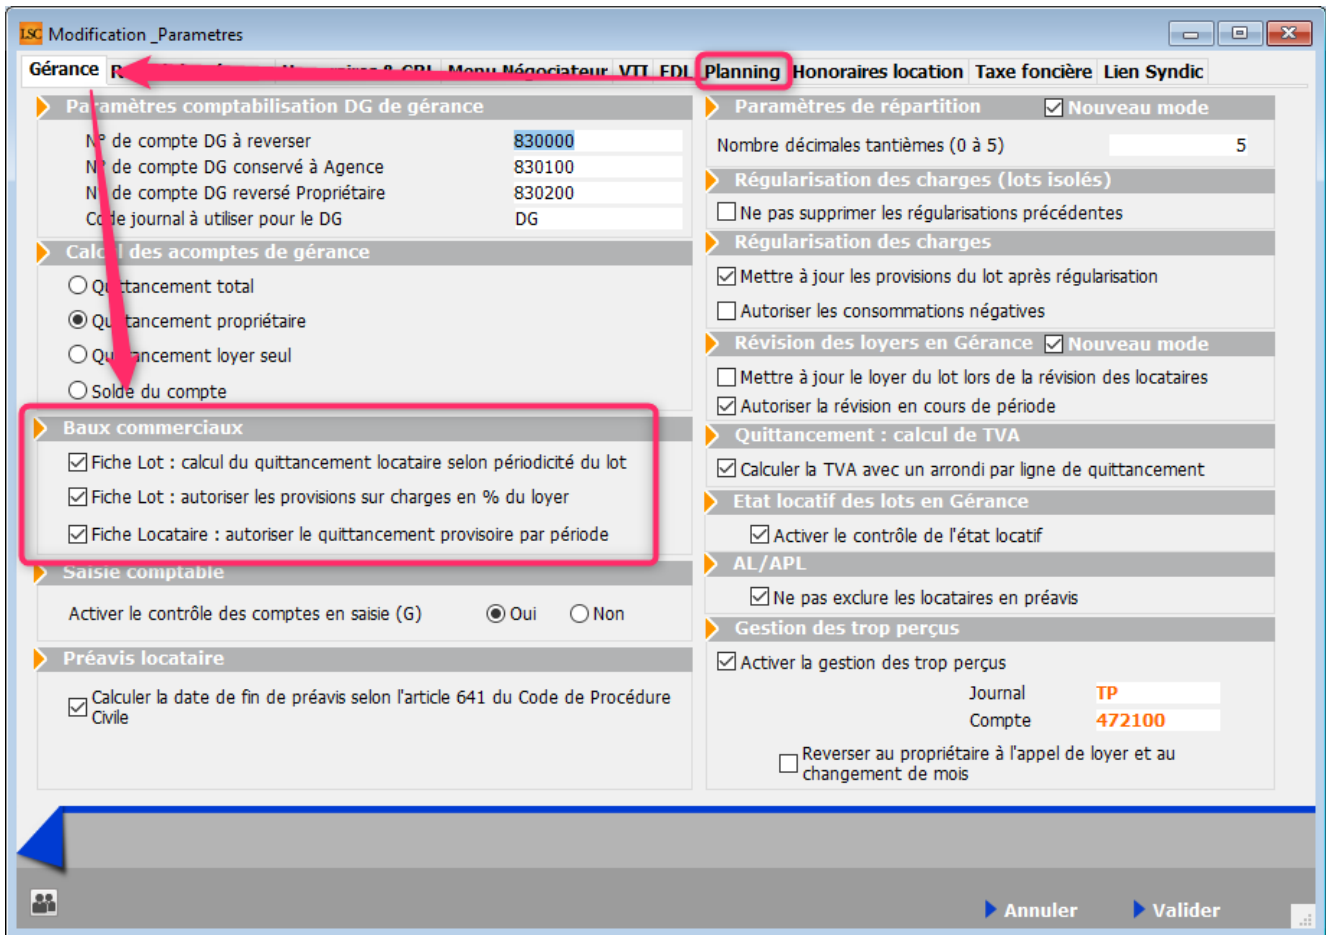 LSC Modification _Parametres
Gérance Menu Négociateur VTI EDL Planning Honoraires location Taxe foncière Lien Syndic
Paramètres comptabilisation DG de gérance
N° de compte DG à reverser 830000
N° de compte DG conservé à Agence 830100
N° de compte DG reversé Propriétaire 830200
Code journal à utiliser pour le DG DG
Calcul des acomptes de gérance
Quittancement total
Quittancement propriétaire
Quittancement loyer seul
Solde du compte
Baux commerciaux
Fiche Lot : calcul du quittancement locataire selon périodicité du lot
Fiche Lot : autoriser les provisions sur charges en % du loyer
Fiche Locataire : autoriser le quittancement provisoire par période
Saisie comptable
Activer le contrôle des comptes en saisie (G) Oui Non
Préavis locataire
Calculer la date de fin de préavis selon l'article 641 du Code de Procédure
Civile
Paramètres de répartition Nouveau mode
Nombre décimales tantièmes (0 à 5) 5
Régularisation des charges (lots isolés)
Ne pas supprimer les régularisations précédentes
Régularisation des charges
Mettre à jour les provisions du lot après régularisation
Autoriser les consommations négatives
Révision des loyers en Gérance Nouveau mode
Mettre à jour le loyer du lot lors de la révision des locataires
Autoriser la révision en cours de période
Quittancement : calcul de TVA
Calculer la TVA avec un arrondi par ligne de quittancement
Etat locatif des lots en Gérance
Activer le contrôle de l'état locatif
AL/APL
Ne pas exclure les locataires en préavis
Gestion des trop perçus
Activer la gestion des trop perçus
Journal TP
Compte 472100
Reverser au propriétaire à l'appel de loyer et au
changement de mois
Annuler Valider